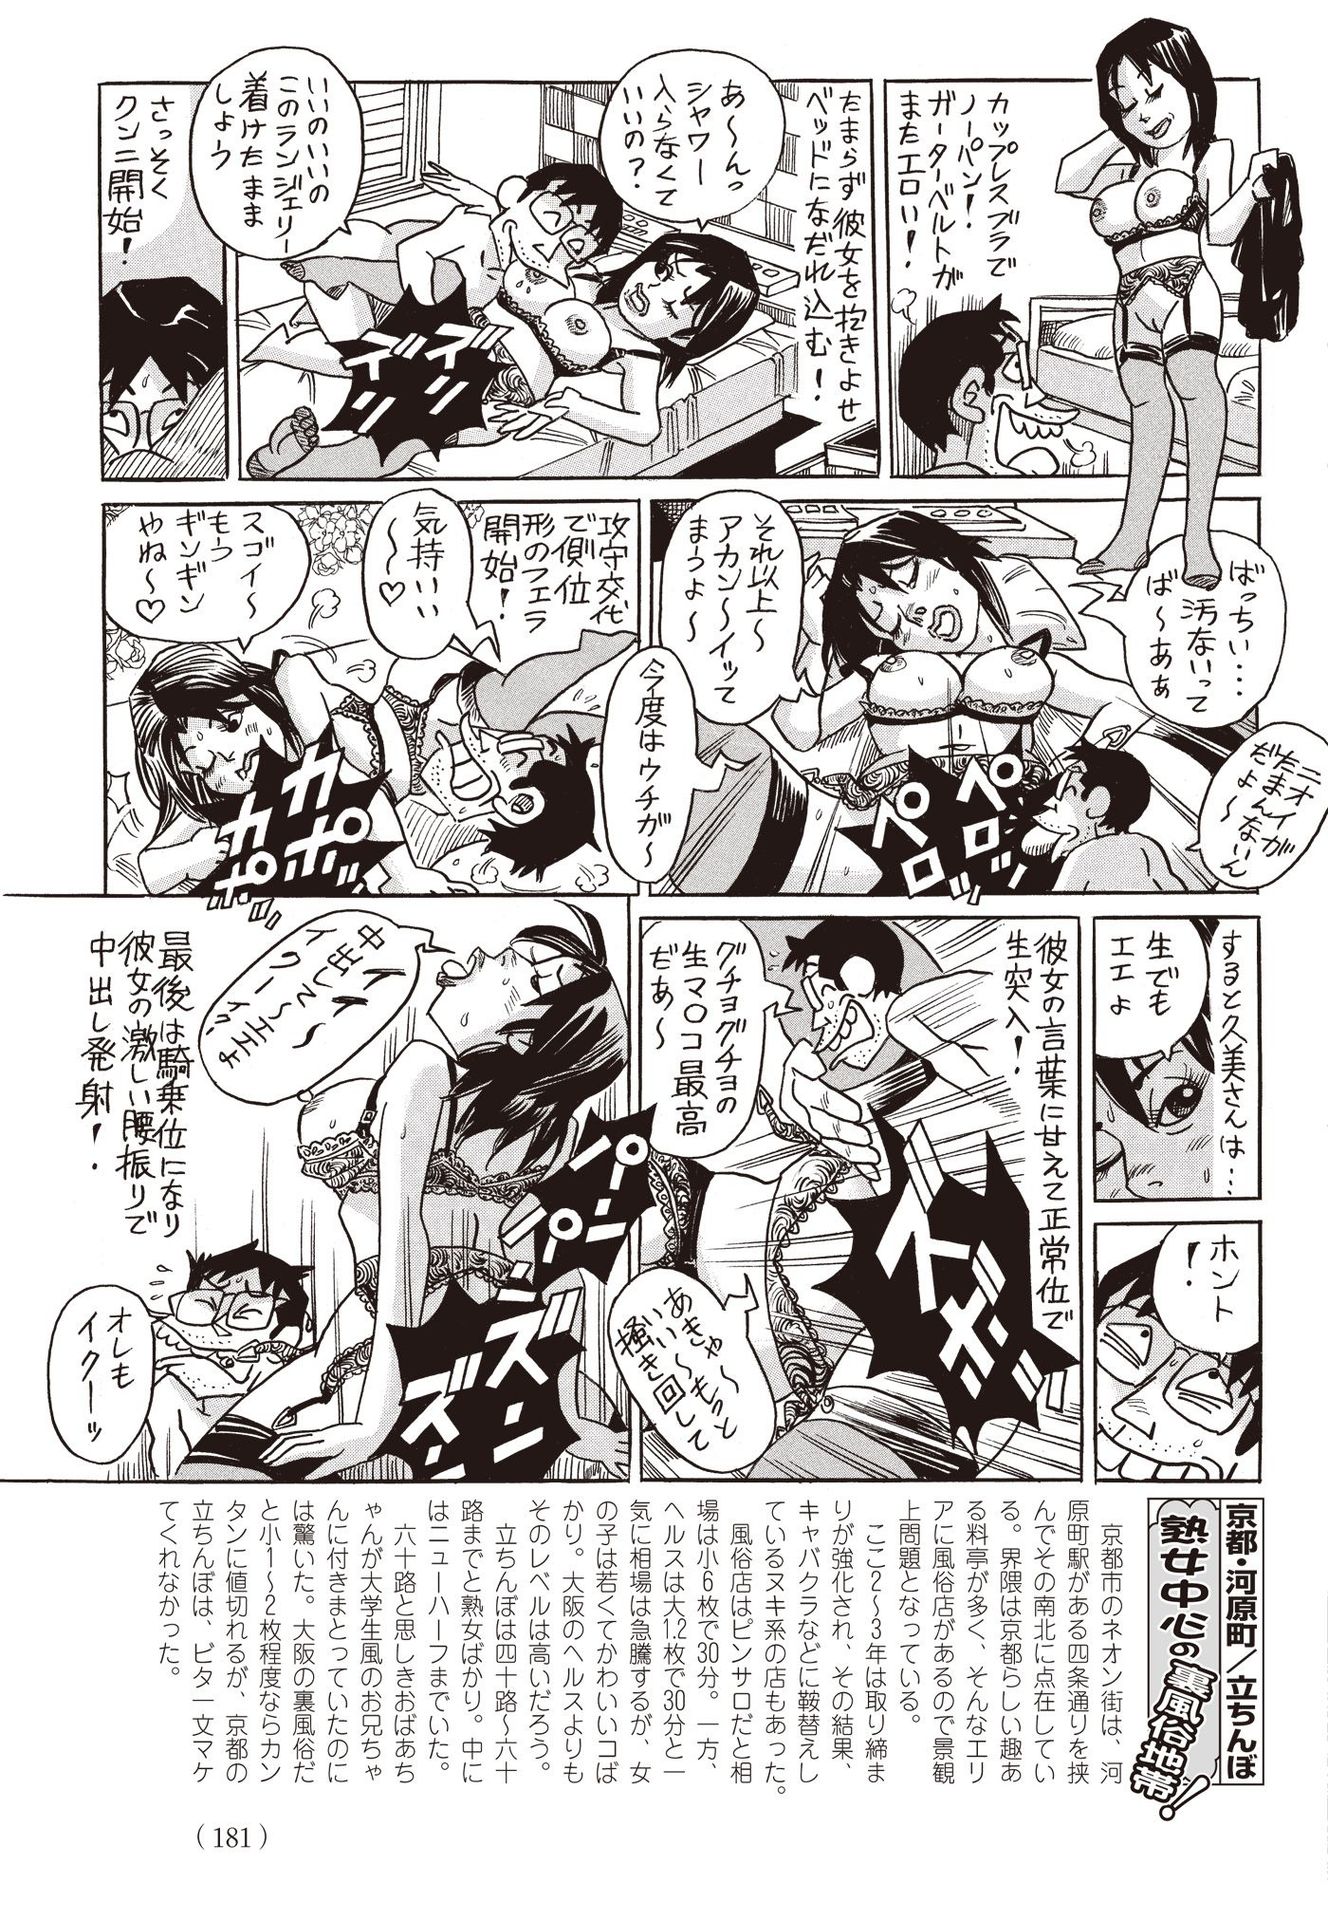 カップレスブラで
ノーパン！
ガーターベルトが
またエロい！
たまらず彼女を抱きよせ
ベッドになだれ込む！
あ〜んっ
シャワー
入らなくて
いいの？
いいのいいの
このランジェリー
着けたまま
しよう
ズイ
ズイン
さっそく
クンニ開始！
ばっちい･･･
汚ないって
ば〜あぁ
ニオイが
たまんないん
だよ〜
それ以上〜
アカン〜イッて
まうよ〜
ペロ
ペロッ
今度はウチが〜
攻守交代
で側位
形のフェラ
開始！
気持いい
〜〜♡
スゴイ〜
もう
ギンギン
やね〜♡
カポ
カポッ
すると久美さんは…
生でも
エエよ
ホント
！
彼女の言葉に甘えて正常位で
生突入！
グチョグチョの
生マ〇コ最高
だあ〜
あきゃ〜
いい〜もっと
掻き回して
パーン
ズン
最後は騎乗位になり
彼女の激しい腰振りで
中出し発射！
オレも
イクーッ
京都・河原町／立ちんぼ
熟女中心の裏風俗地帯！
京都市のネオン街は、河
原町駅がある四条通りを挟
んでその南北に点在してい
る。界隈は京都らしい趣あ
る料亭が多く、そんなエリ
アに風俗店があるので景観
上問題となっている。
ここ2〜3年は取り締ま
りが強化され、その結果、
キャバクラなどに鞍替えし
ているヌキ系の店もあった。
風俗店はピンサロだと相
場は小6枚で30分。一方、
ヘルスは大1.2枚で30分と一
気に相場は急騰するが、女
の子は若くてかわいいコば
かり。大阪のヘルスよりも
そのレベルは高いだろう。
立ちんぼは四十路〜六十
路までと熟女ばかり。中に
はニューハーフまでいた。
六十路と思しきおばあち
ゃんが大学生風のお兄ちゃ
んに付きまとっていたのに
は驚いた。大阪の裏風俗だ
と小1〜2枚程度ならカン
タンに値切れるが、京都の
立ちんぼは、ビタ一文マケ
てくれなかった。
（181）